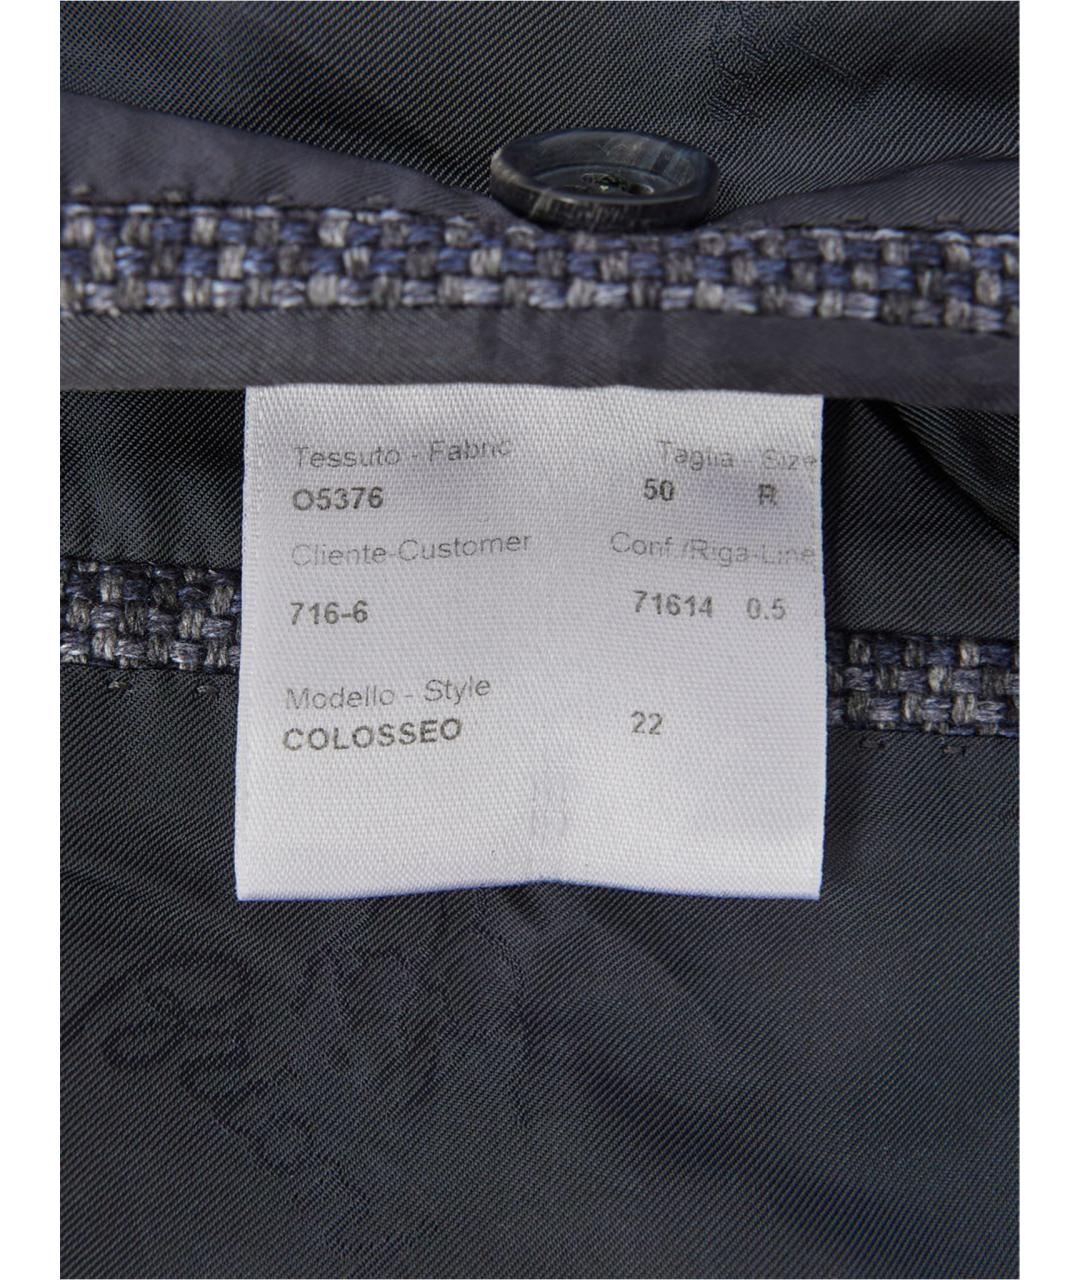 Tessuto - Fabric Taglia Size
O5376 50 R
Cliente-Customer Conf./Riga-Line
716-6 71614 0.5
Modello - Style
COLOSSEO 22